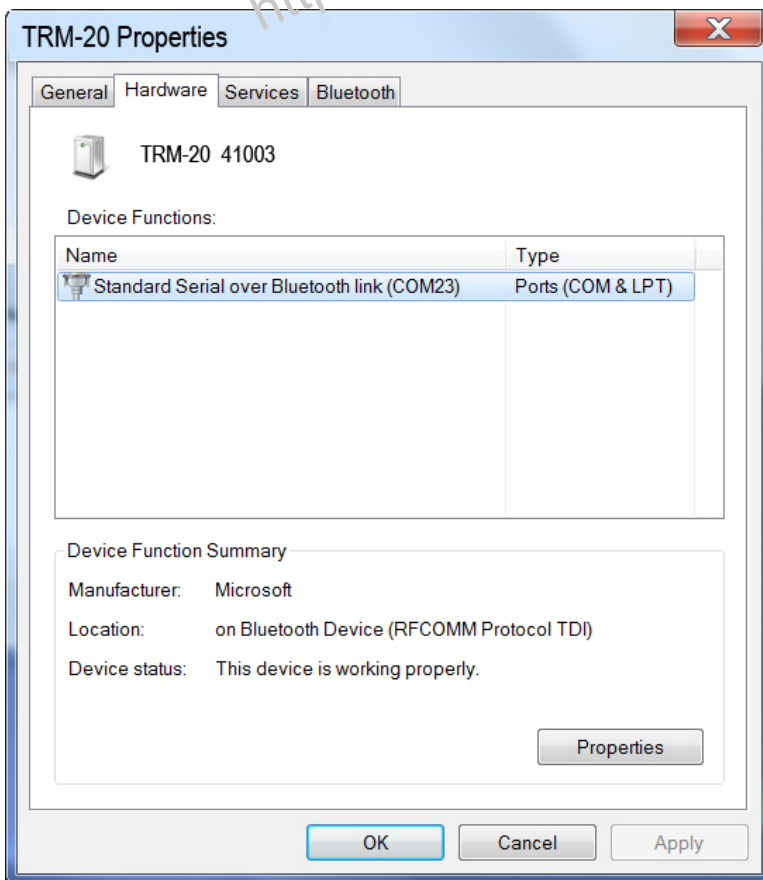 http
TRM-20 Properties
General Hardware Services Bluetooth
TRM-20 41003
Device Functions:
Name Type
Standard Serial over Bluetooth link (COM23) Ports (COM & LPT)
Device Function Summary
Manufacturer: Microsoft
Location: on Bluetooth Device (RFCOMM Protocol TDI)
Device status: This device is working properly.
Properties
OK Cancel Apply